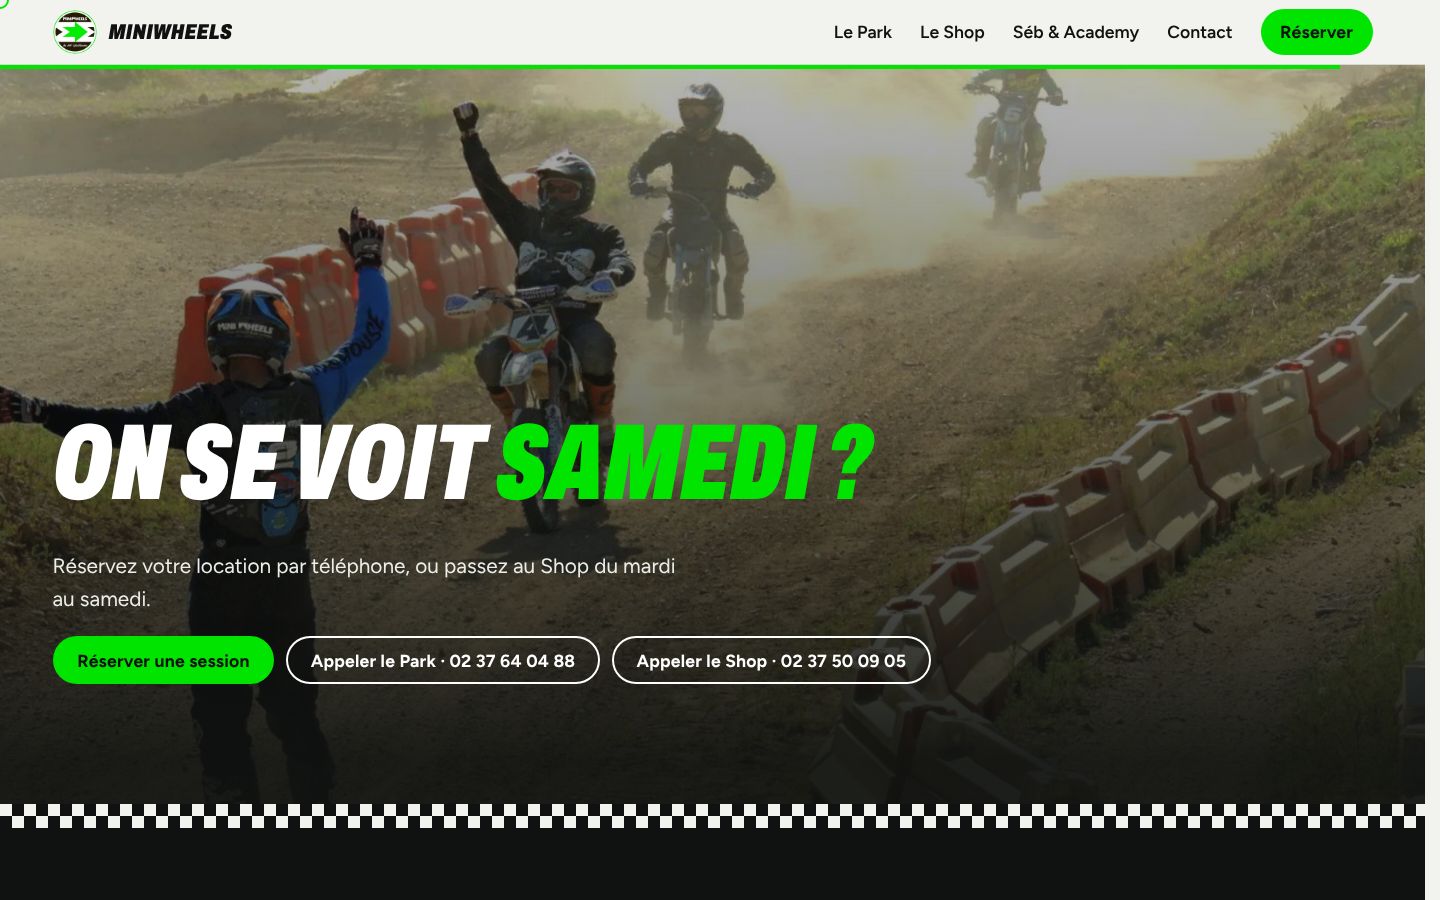 MINIWHEELS
Le Park
Le Shop
Séb & Academy
Contact
Réserver
MINI WHEELS
ON SE VOIT SAMEDI ?
Réservez votre location par téléphone, ou passez au Shop du mardi
au samedi.
Réserver une session
Appeler le Park · 02 37 64 04 88
Appeler le Shop · 02 37 50 09 05